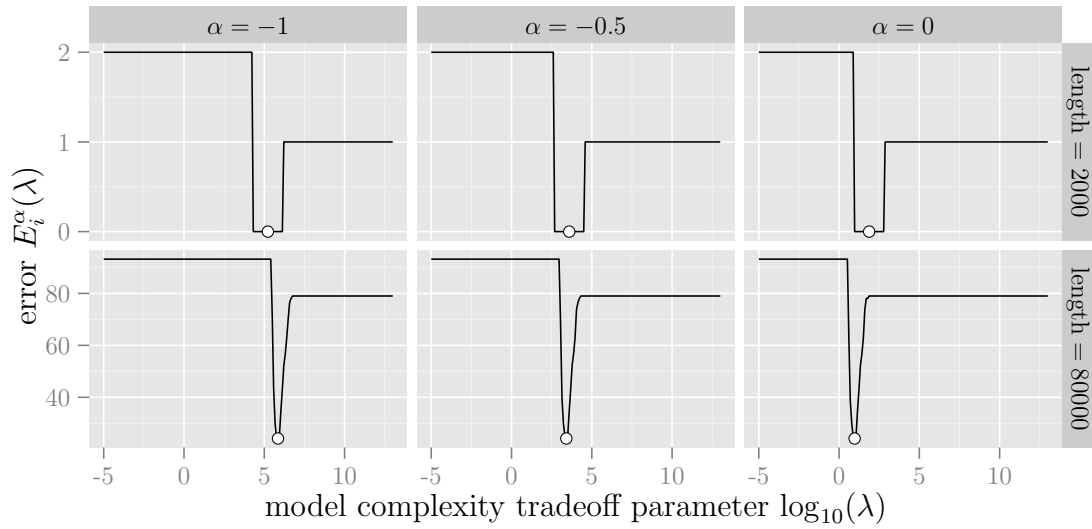 α = −1
α = −0.5
α = 0
error E_i^α(λ)
2
1
0
length = 2000
80
60
40
length = 80000
-5 0 5 10
-5 0 5 10
-5 0 5 10
model complexity tradeoff parameter log₁₀(λ)